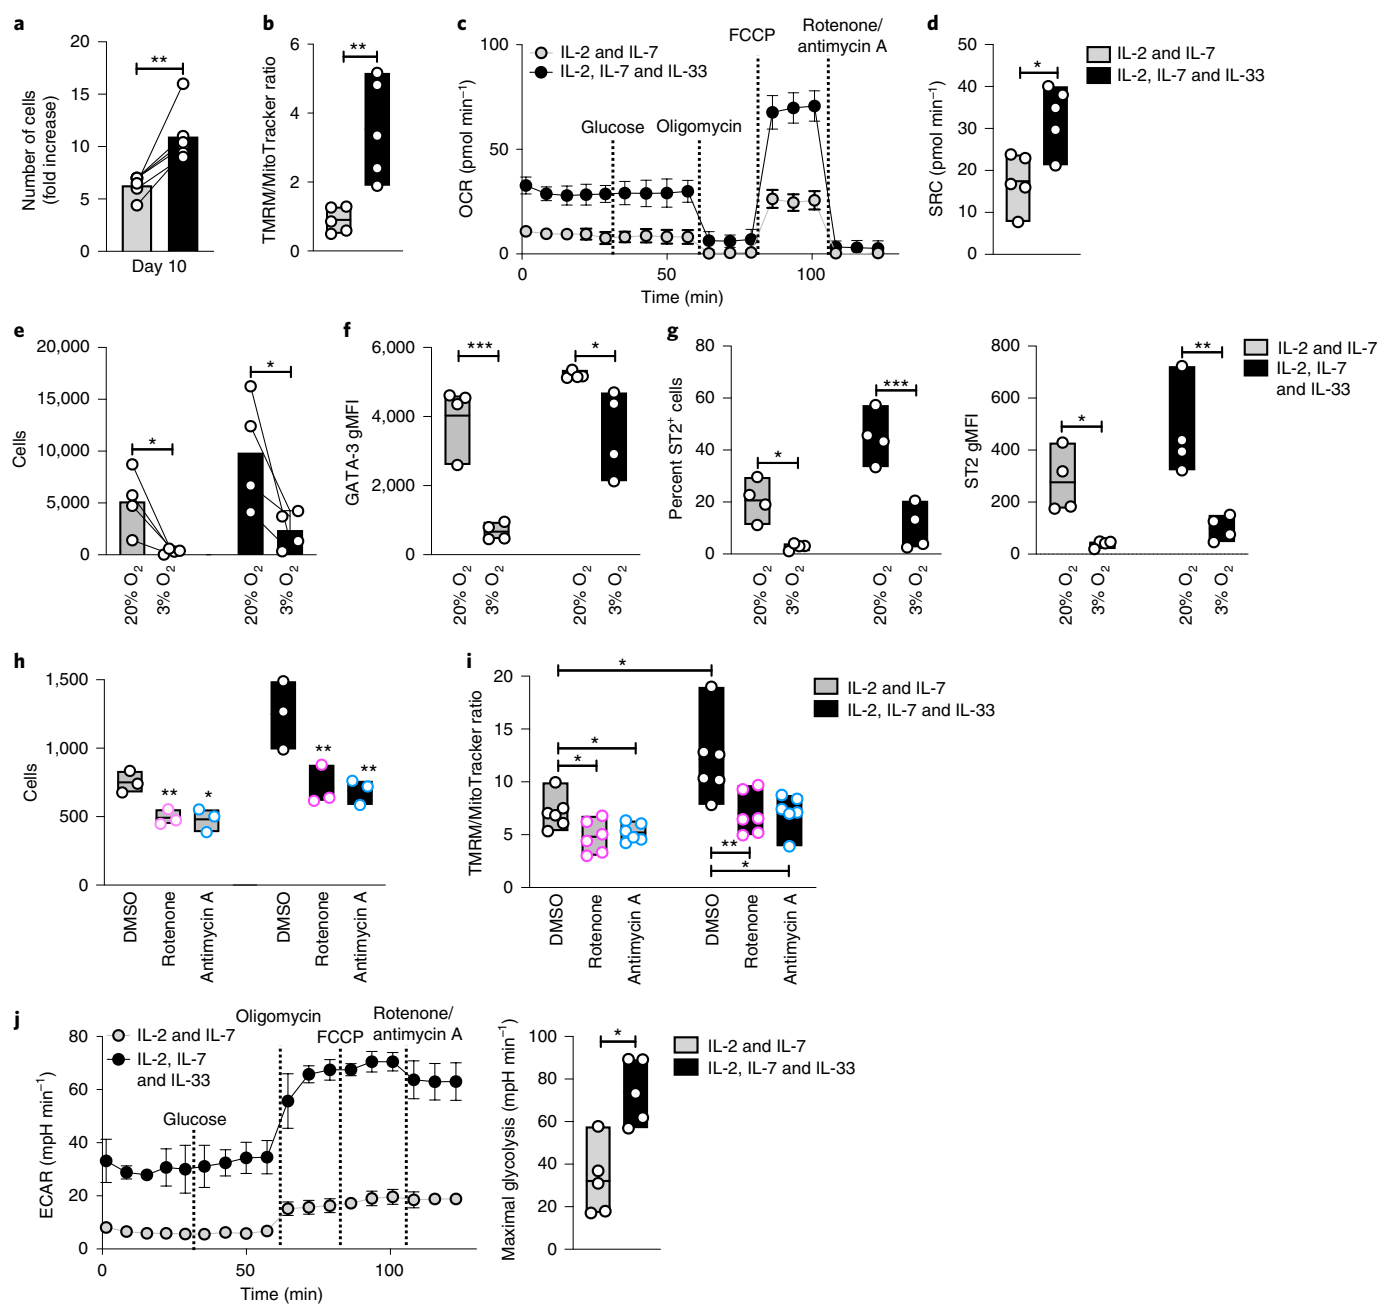 a
20
15
10
5
0
Number of cells
(fold increase)
**
Day 10
b
6
4
2
0
TMRM/MitoTracker ratio
**
c
100
50
0
OCR (pmol min⁻¹)
IL-2 and IL-7
IL-2, IL-7 and IL-33
Glucose
Oligomycin
FCCP
Rotenone/
antimycin A
0
50
100
Time (min)
d
50
40
30
20
10
0
SRC (pmol min⁻¹)
*
IL-2 and IL-7
IL-2, IL-7 and IL-33
e
20,000
15,000
10,000
5,000
0
Cells
*
*
20% O₂
3% O₂
20% O₂
3% O₂
f
6,000
4,000
2,000
0
GATA-3 gMFI
***
*
20% O₂
3% O₂
20% O₂
3% O₂
g
80
60
40
20
0
Percent ST2⁺ cells
*
***
20% O₂
3% O₂
20% O₂
3% O₂
800
600
400
200
0
ST2 gMFI
*
**
20% O₂
3% O₂
20% O₂
3% O₂
IL-2 and IL-7
IL-2, IL-7
and IL-33
h
1,500
1,000
500
0
Cells
**
*
**
**
DMSO
Rotenone
Antimycin A
DMSO
Rotenone
Antimycin A
i
20
15
10
5
0
TMRM/MitoTracker ratio
*
*
*
**
*
DMSO
Rotenone
Antimycin A
DMSO
Rotenone
Antimycin A
IL-2 and IL-7
IL-2, IL-7 and IL-33
j
80
60
40
20
0
ECAR (mpH min⁻¹)
IL-2 and IL-7
IL-2, IL-7
and IL-33
Glucose
Oligomycin
FCCP
Rotenone/
antimycin A
0
50
100
Time (min)
100
80
60
40
20
0
Maximal glycolysis (mpH min⁻¹)
*
IL-2 and IL-7
IL-2, IL-7 and IL-33